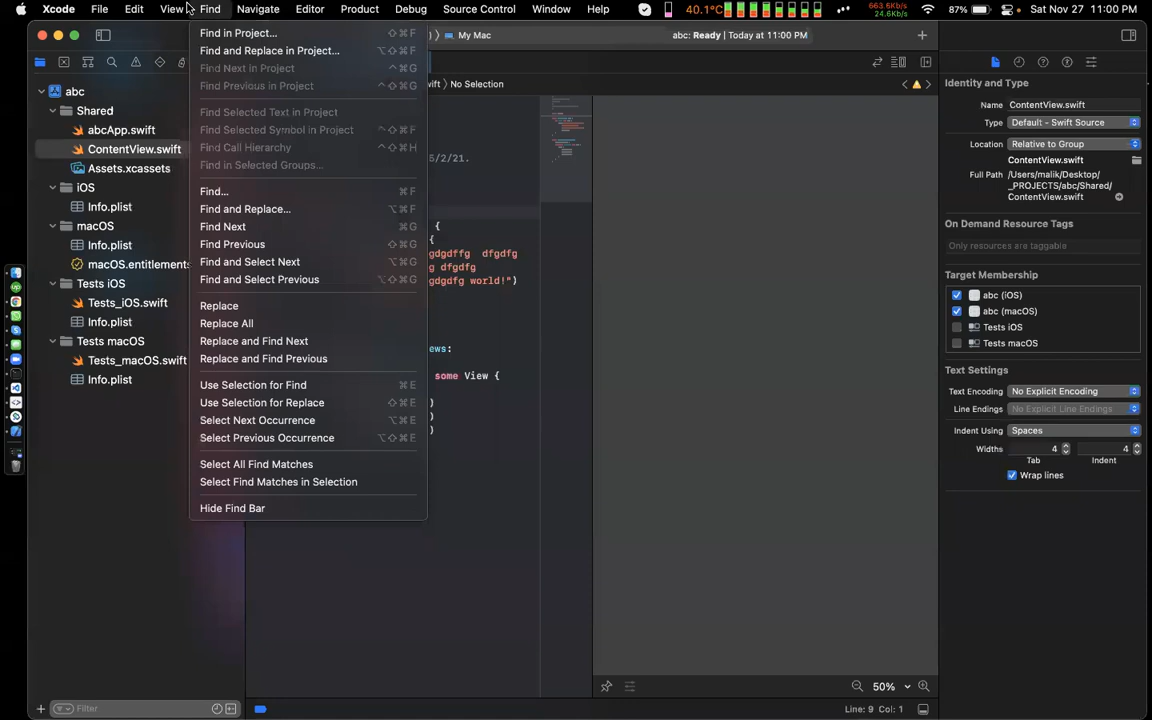 Xcode File Edit View Find Navigate Editor Product Debug Source Control Window Help 40.1°C 663.6Kb/s 24.6Kb/s 87% Sat Nov 27 11:00 PM
My Mac abc: Ready | Today at 11:00 PM
Find in Project... ⇧⌘F
Find and Replace in Project... ⌥⇧⌘F
Find Next in Project ^⌘G
Find Previous in Project ^⇧⌘G
Find Selected Text in Project
Find Selected Symbol in Project ^⇧⌘F
Find Call Hierarchy ^⇧⌘H
Find in Selected Groups...
Find... ⌘F
Find and Replace... ⌥⌘F
Find Next ⌘G
Find Previous ⇧⌘G
Find and Select Next ⌥⌘G
Find and Select Previous ⌥⇧⌘G
Replace
Replace All
Replace and Find Next
Replace and Find Previous
Use Selection for Find ⌘E
Use Selection for Replace ⇧⌘E
Select Next Occurrence ⌥⌘E
Select Previous Occurrence ⌥⇧⌘E
Select All Find Matches
Select Find Matches in Selection
Hide Find Bar
abc
Shared
abcApp.swift
ContentView.swift
Assets.xcassets
iOS
Info.plist
macOS
Info.plist
macOS.entitlements
Tests iOS
Tests_iOS.swift
Info.plist
Tests macOS
Tests_macOS.swift
Info.plist
Filter
wift 〉 No Selection
/2/21.
{
{
gdgdffg dfgdfg
g dfgdfg
gdgdfg world!")
ews:
some View {
)
)
)
50%
Line: 9 Col: 1
Identity and Type
Name ContentView.swift
Type Default - Swift Source
Location Relative to Group
ContentView.swift
Full Path /Users/malik/Desktop/
_PROJECTS/abc/Shared/
ContentView.swift
On Demand Resource Tags
Only resources are taggable
Target Membership
abc (iOS)
abc (macOS)
Tests iOS
Tests macOS
Text Settings
Text Encoding No Explicit Encoding
Line Endings No Explicit Line Endings
Indent Using Spaces
Widths 4 4
Tab Indent
Wrap lines